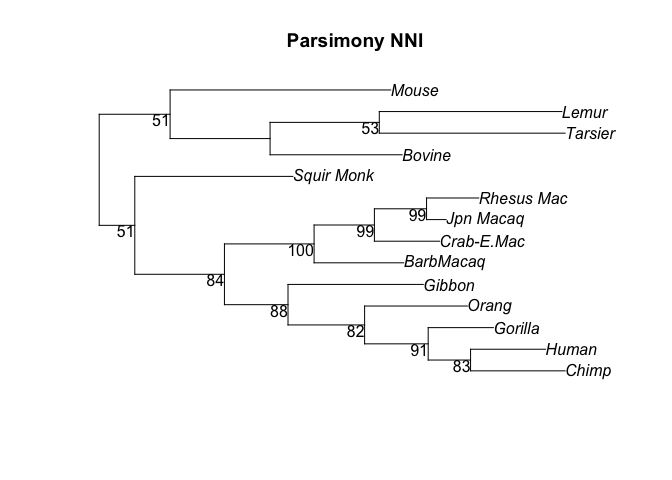 Parsimony NNI
Mouse
51
Lemur
53
Tarsier
Bovine
Squir Monk
51
Rhesus Mac
99
Jpn Macaq
99
Crab-E.Mac
100
BarbMacaq
84
Gibbon
88
Orang
82
Gorilla
91
Human
83
Chimp